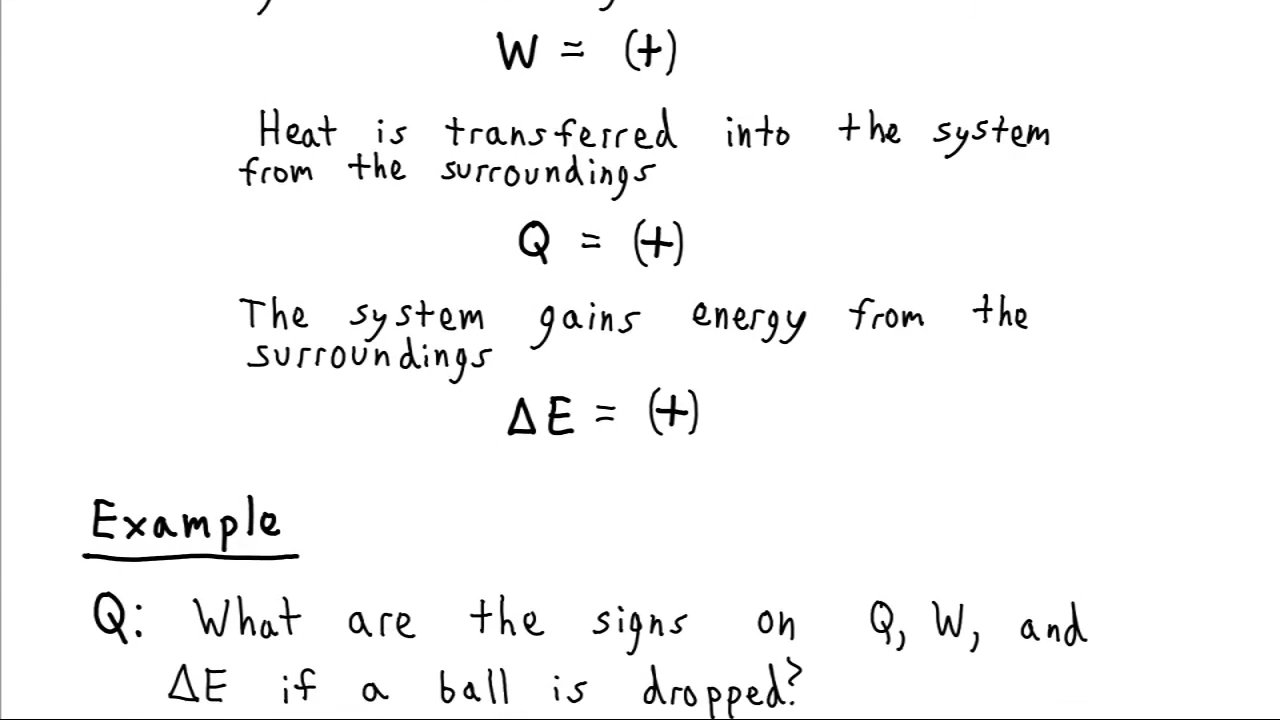 W = (+)
Heat is transferred into the system
from the surroundings
Q = (+)
The system gains energy from the
surroundings
ΔE = (+)
Example
Q: What are the signs on Q, W, and
ΔE if a ball is dropped?